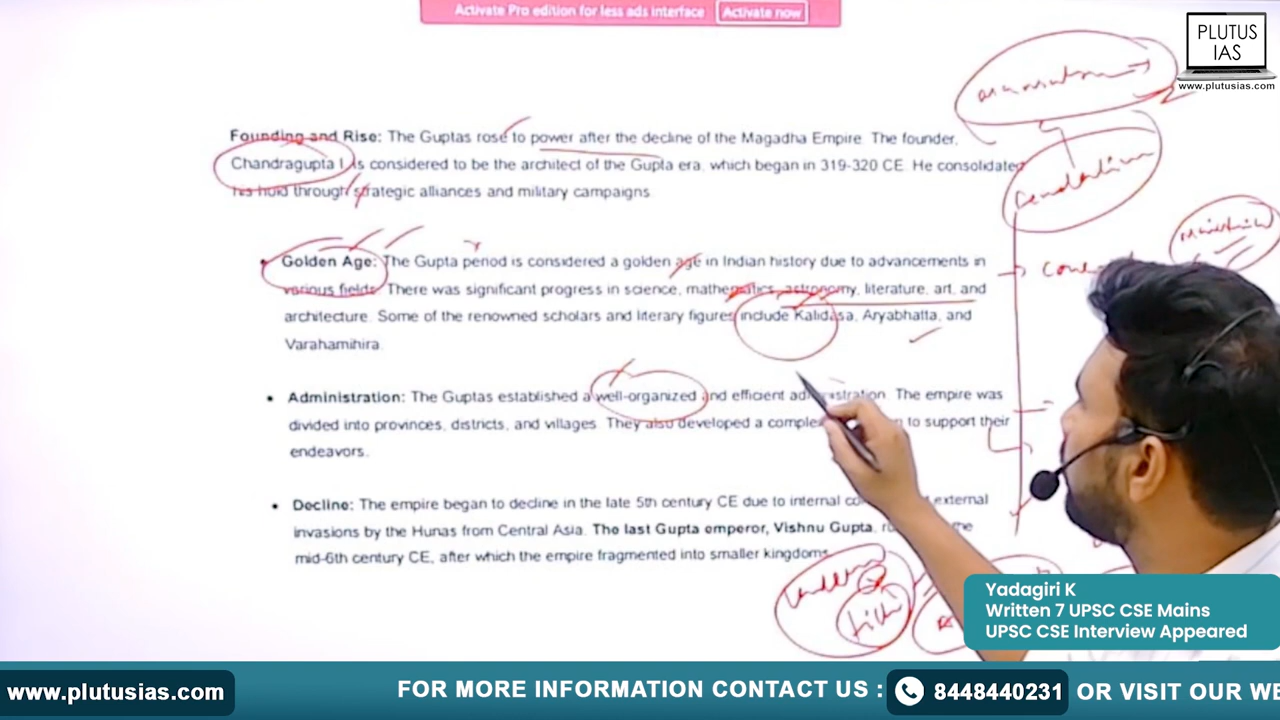 Activate Pro edition for less ads interface Activate now
PLUTUS
IAS
www.plutusias.com
Founding and Rise: The Guptas rose to power after the decline of the Magadha Empire. The founder,
Chandragupta I, is considered to be the architect of the Gupta era, which began in 319-320 CE. He consolidated
his hold through strategic alliances and military campaigns.
Golden Age: The Gupta period is considered a golden age in Indian history due to advancements in
various fields. There was significant progress in science, mathematics, astronomy, literature, art, and
architecture. Some of the renowned scholars and literary figures include Kalidasa, Aryabhatta, and
Varahamihira.
Administration: The Guptas established a well-organized and efficient administration. The empire was
divided into provinces, districts, and villages. They also developed a to support their
endeavors.
Decline: The empire began to decline in the late 5th century CE due to internal external
invasions by the Hunas from Central Asia. The last Gupta emperor, Vishnu Gupta, the
mid-6th century CE, after which the empire fragmented into smaller kingdoms
Yadagiri K
Written 7 UPSC CSE Mains
UPSC CSE Interview Appeared
www.plutusias.com FOR MORE INFORMATION CONTACT US : 8448440231 OR VISIT OUR WE